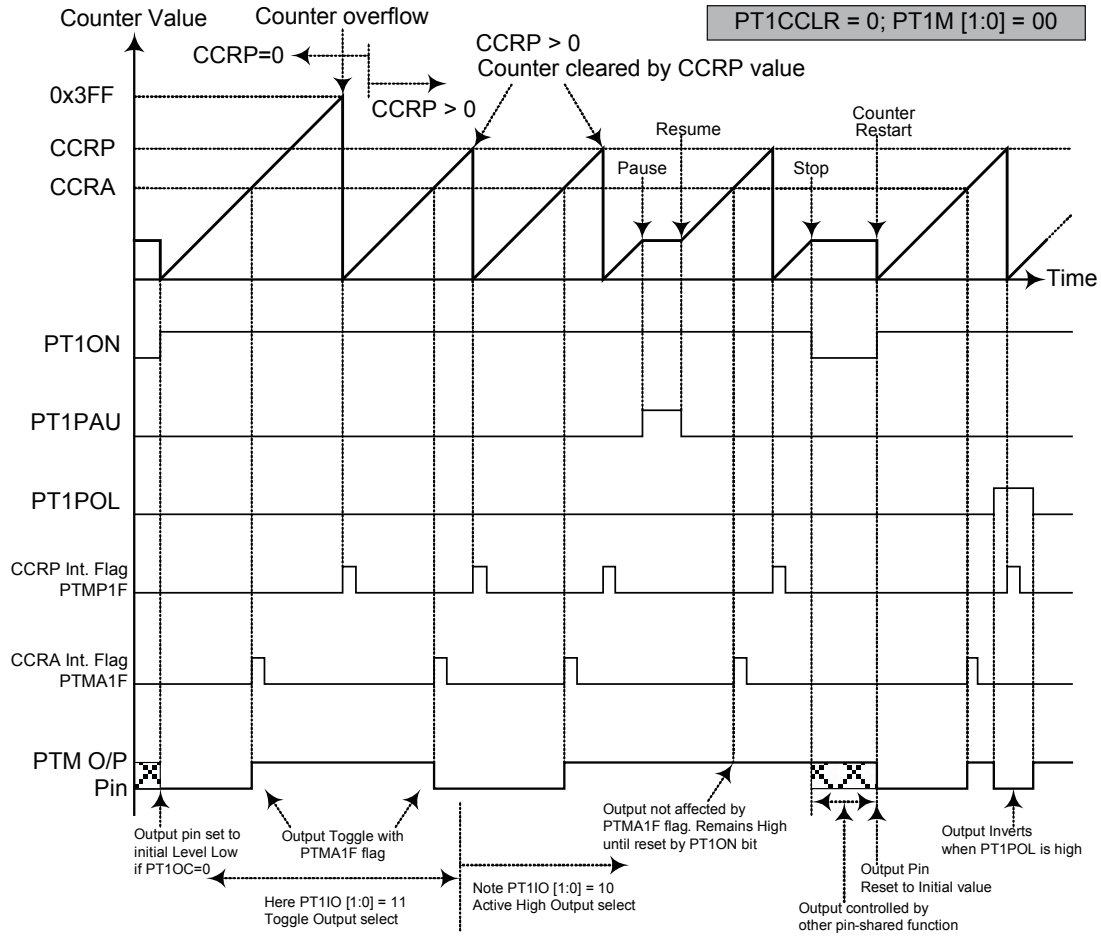 PT1CCLR = 0; PT1M [1:0] = 00
Counter Value
Counter overflow
CCRP=0
CCRP > 0
CCRP > 0
Counter cleared by CCRP value
0x3FF
CCRP
CCRA
Pause
Resume
Stop
Counter
Restart
Time
PT1ON
PT1PAU
PT1POL
CCRP Int. Flag
PTMP1F
CCRA Int. Flag
PTMA1F
PTM O/P
Pin
Output pin set to
initial Level Low
if PT1OC=0
Output Toggle with
PTMA1F flag
Here PT1IO [1:0] = 11
Toggle Output select
Note PT1IO [1:0] = 10
Active High Output select
Output not affected by
PTMA1F flag. Remains High
until reset by PT1ON bit
Output controlled by
other pin-shared function
Output Pin
Reset to Initial value
Output Inverts
when PT1POL is high